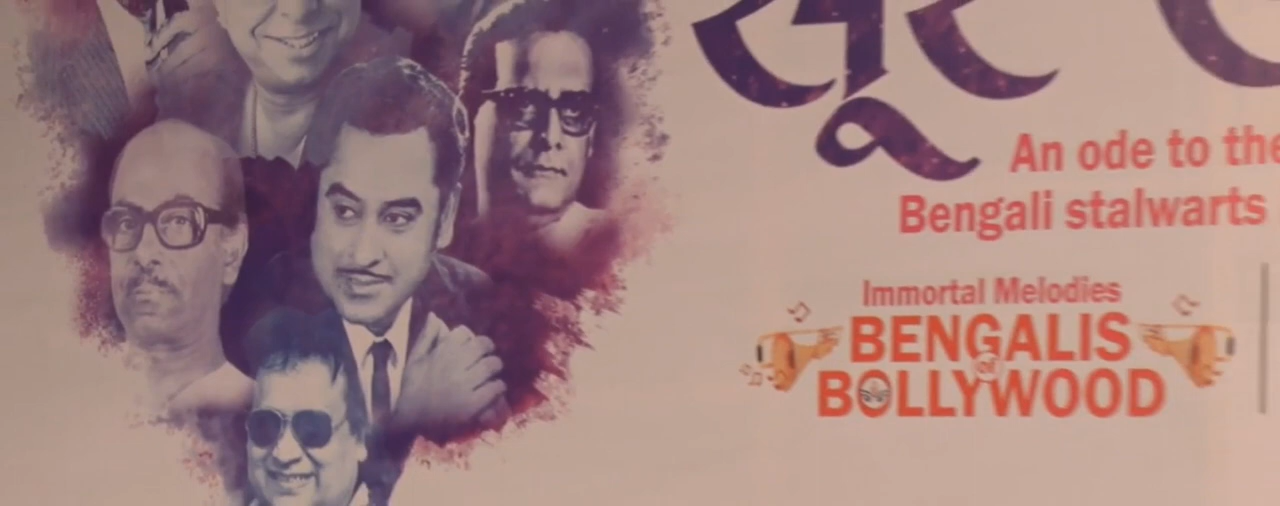 सूर
An ode to the
Bengali stalwarts
Immortal Melodies
BENGALIS
of
BOLLYWOOD